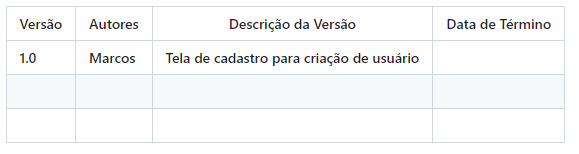 Versão Autores Descrição da Versão Data de Término
1.0 Marcos Tela de cadastro para criação de usuário